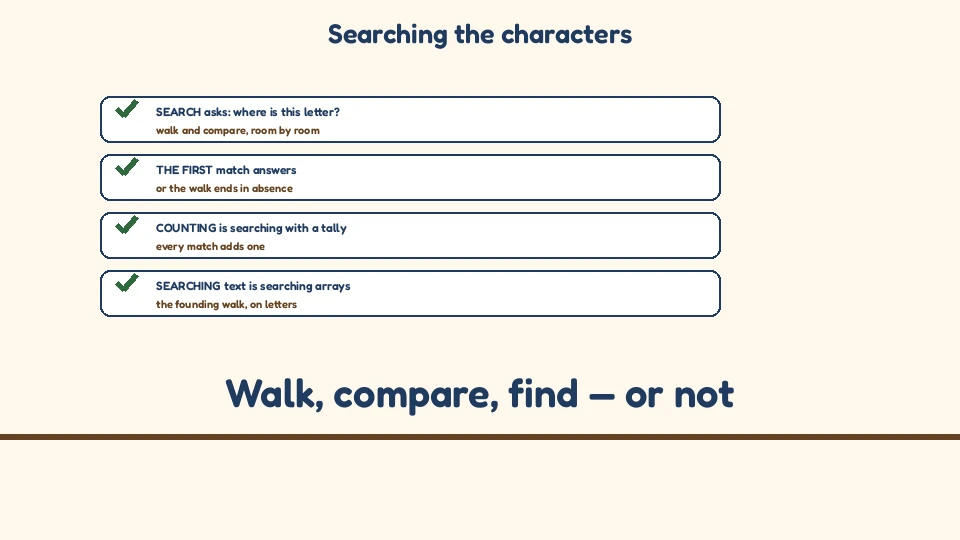 Searching the characters
SEARCH asks: where is this letter?
walk and compare, room by room
THE FIRST match answers
or the walk ends in absence
COUNTING is searching with a tally
every match adds one
SEARCHING text is searching arrays
the founding walk, on letters
Walk, compare, find — or not